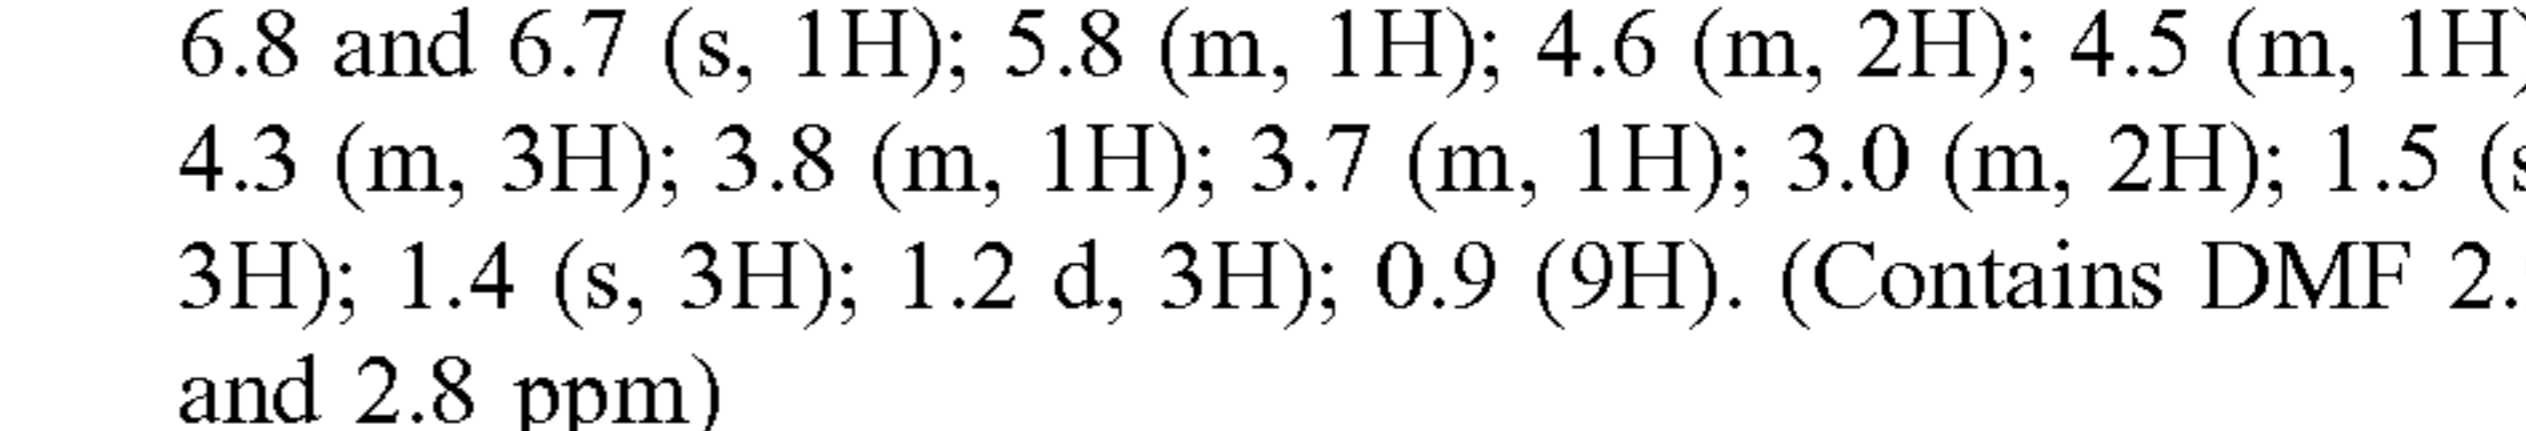 6.8 and 6.7 (s, 1H); 5.8 (m, 1H); 4.6 (m, 2H); 4.5 (m, 1H)
4.3 (m, 3H); 3.8 (m, 1H); 3.7 (m, 1H); 3.0 (m, 2H); 1.5 (s
3H); 1.4 (s, 3H); 1.2 d, 3H); 0.9 (9H). (Contains DMF 2.
and 2.8 ppm)